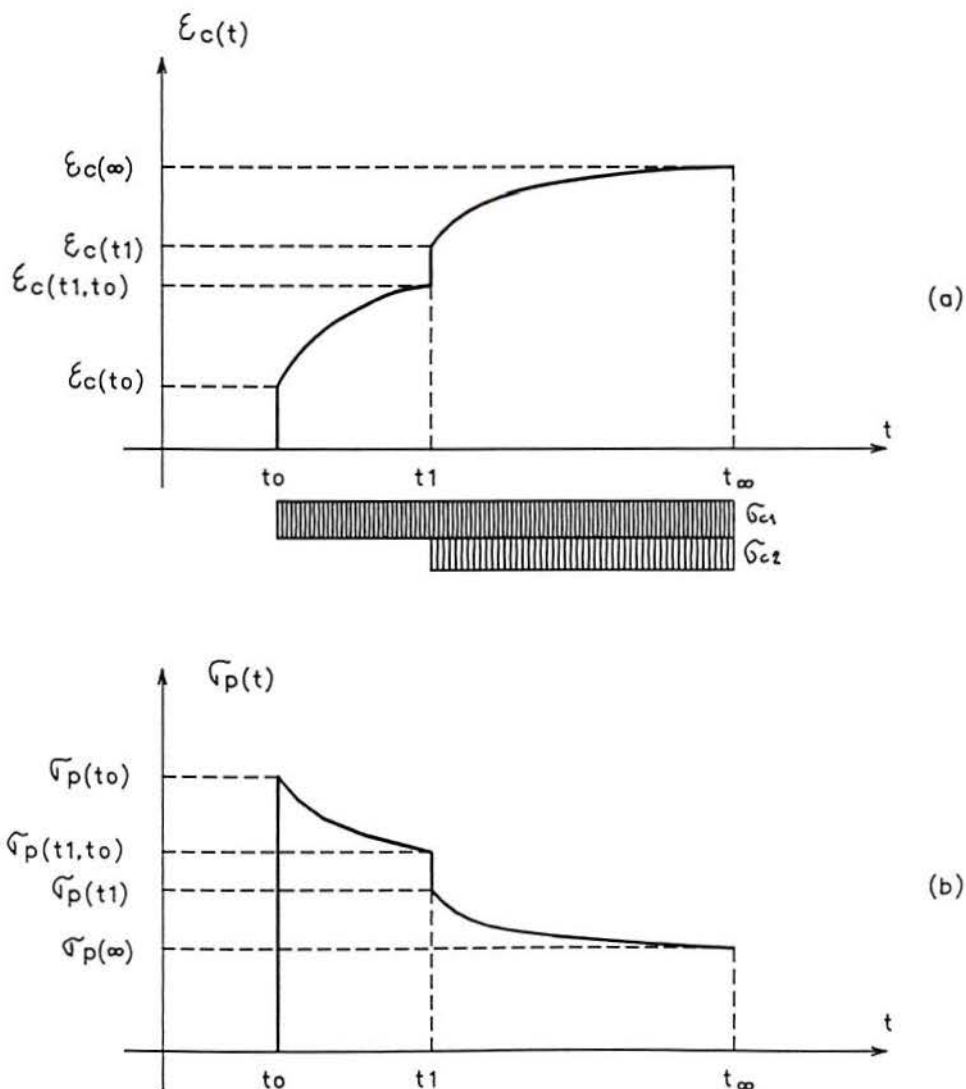 εc(t)
εc(∞)
εc(t1)
εc(t1,to)
εc(to)
(a)
t
to
t1
t∞
σc1
σc2
σp(t)
σp(to)
σp(t1,to)
σp(t1)
σp(∞)
(b)
t
to
t1
t∞